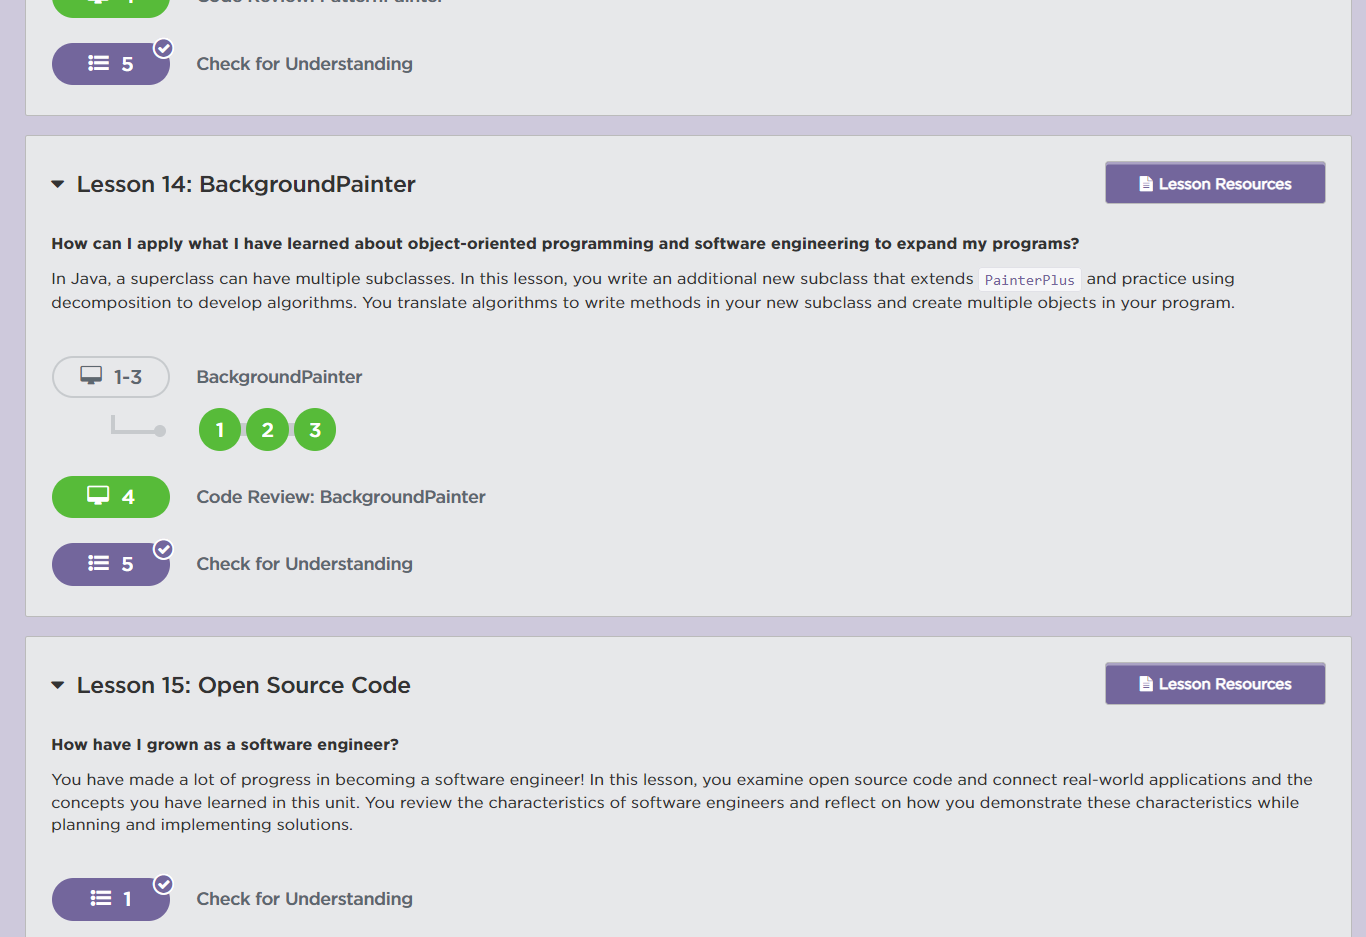 4 Code Review: PatternPainter
5 Check for Understanding
Lesson 14: BackgroundPainter
Lesson Resources
How can I apply what I have learned about object-oriented programming and software engineering to expand my programs?
In Java, a superclass can have multiple subclasses. In this lesson, you write an additional new subclass that extends PainterPlus and practice using
decomposition to develop algorithms. You translate algorithms to write methods in your new subclass and create multiple objects in your program.
1-3 BackgroundPainter
1 2 3
4 Code Review: BackgroundPainter
5 Check for Understanding
Lesson 15: Open Source Code
Lesson Resources
How have I grown as a software engineer?
You have made a lot of progress in becoming a software engineer! In this lesson, you examine open source code and connect real-world applications and the
concepts you have learned in this unit. You review the characteristics of software engineers and reflect on how you demonstrate these characteristics while
planning and implementing solutions.
1 Check for Understanding